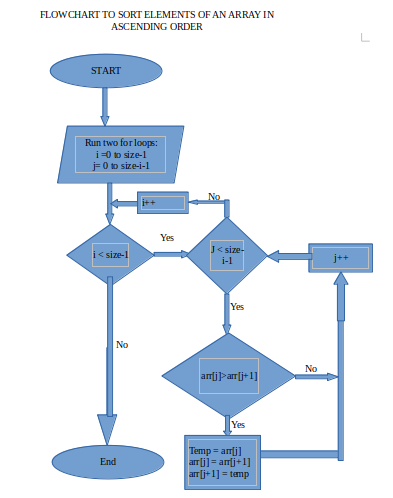 FLOWCHART TO SORT ELEMENTS OF AN ARRAY IN
ASCENDING ORDER
START
Run two for loops:
i =0 to size-1
j= 0 to size-i-1
i++
No
i < size-1
Yes
J < size-
i-1
j++
Yes
No
arr[j]>arr[j+1]
No
Yes
End
Temp = arr[j]
arr[j] = arr[j+1]
arr[j+1] = temp